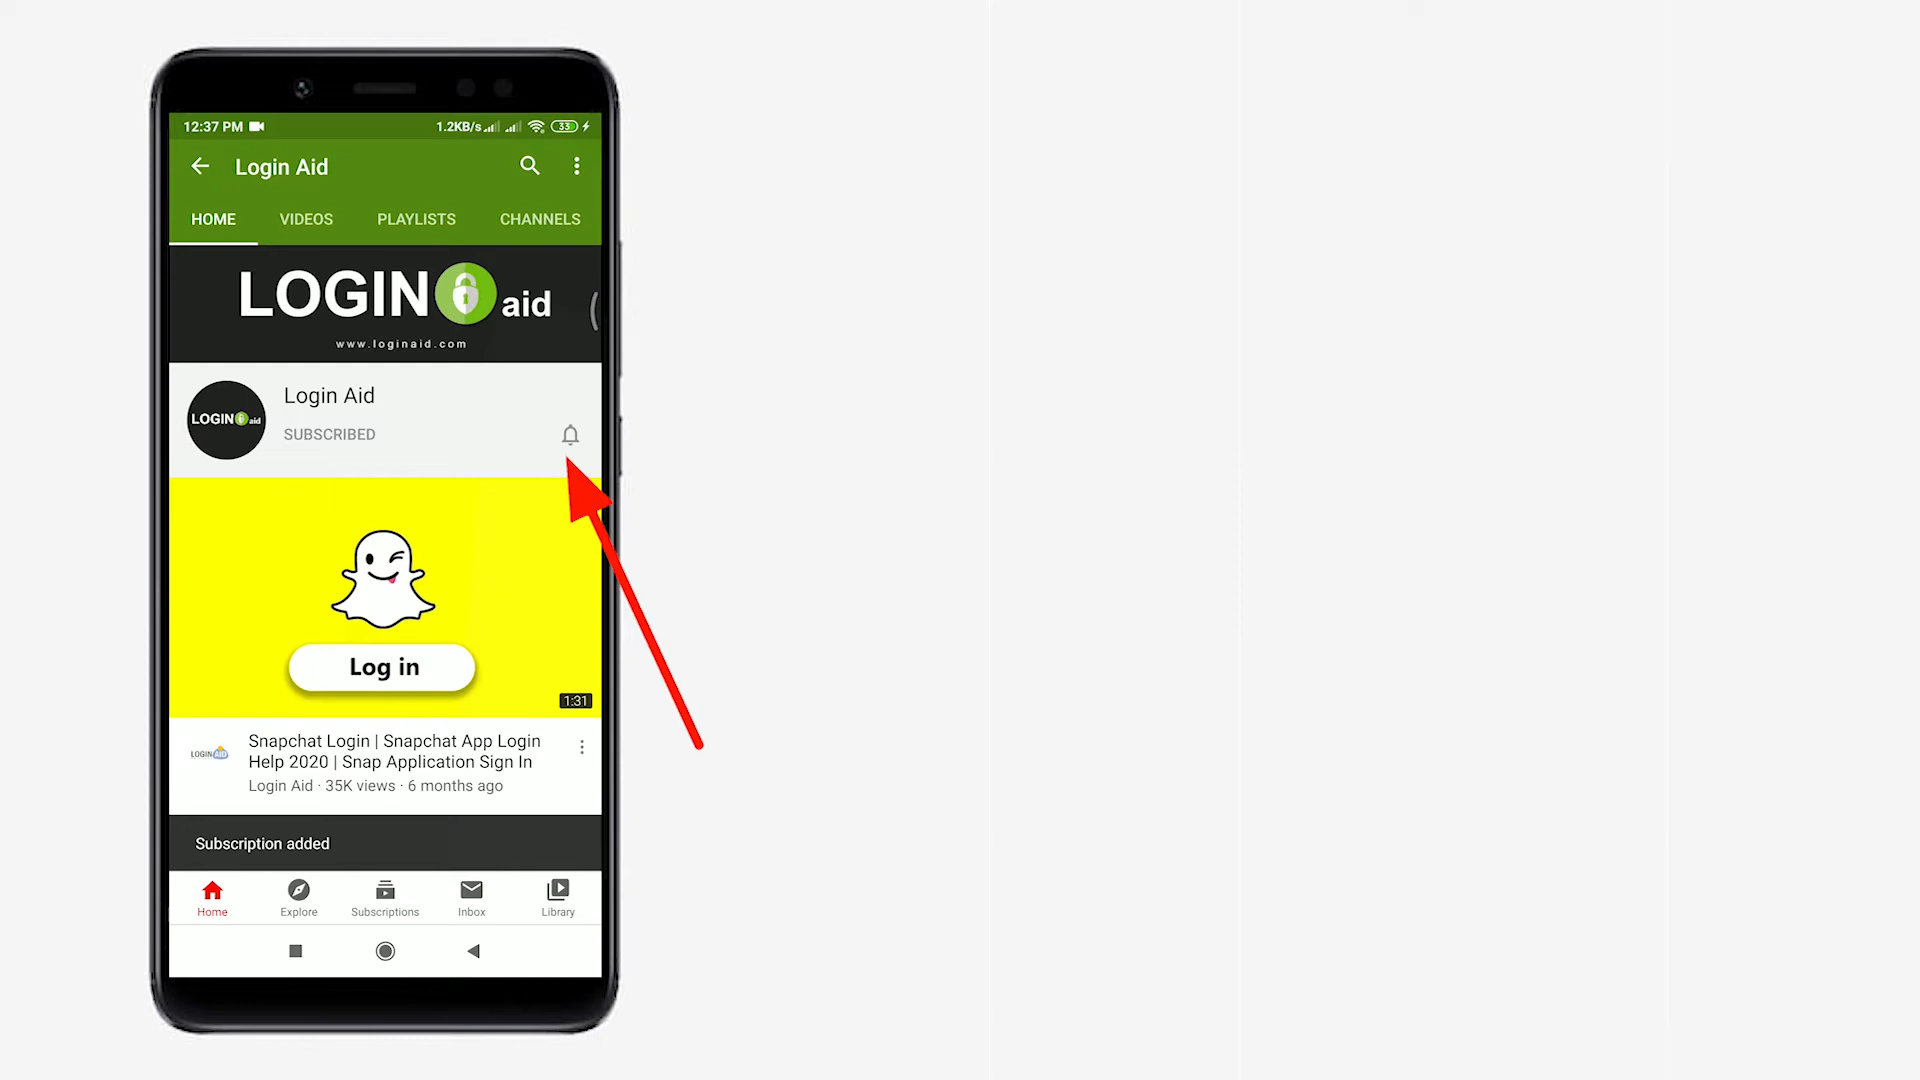 12:37 PM 1.2KB/s 33
Login Aid
HOME VIDEOS PLAYLISTS CHANNELS
LOGIN aid
www.loginaid.com
Login Aid
LOGIN aid
SUBSCRIBED
Log in
1:31
Snapchat Login | Snapchat App Login
LOGIN AID
Help 2020 | Snap Application Sign In
Login Aid · 35K views · 6 months ago
Subscription added
Home Explore Subscriptions Inbox Library